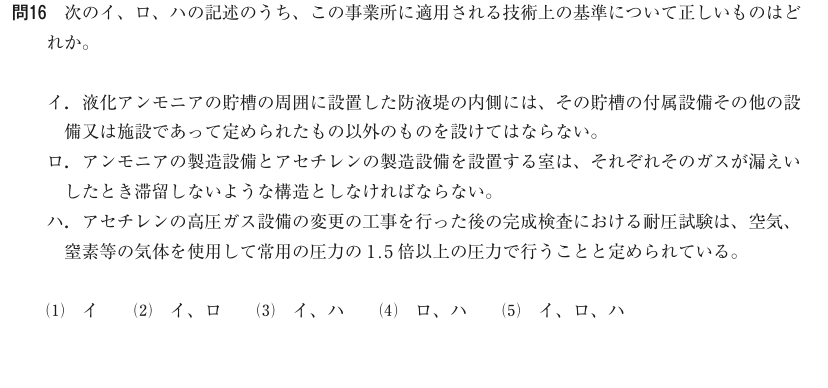 問16　次のイ、ロ、ハの記述のうち、この事業所に適用される技術上の基準について正しいものはど
れか。
イ．液化アンモニアの貯槽の周囲に設置した防液堤の内側には、その貯槽の付属設備その他の設
備又は施設であって定められたもの以外のものを設けてはならない。
ロ．アンモニアの製造設備とアセチレンの製造設備を設置する室は、それぞれそのガスが漏えい
したとき滞留しないような構造としなければならない。
ハ．アセチレンの高圧ガス設備の変更の工事を行った後の完成検査における耐圧試験は、空気、
窒素等の気体を使用して常用の圧力の 1.5 倍以上の圧力で行うことと定められている。
(1)　イ　　(2)　イ、ロ　　(3)　イ、ハ　　(4)　ロ、ハ　　(5)　イ、ロ、ハ